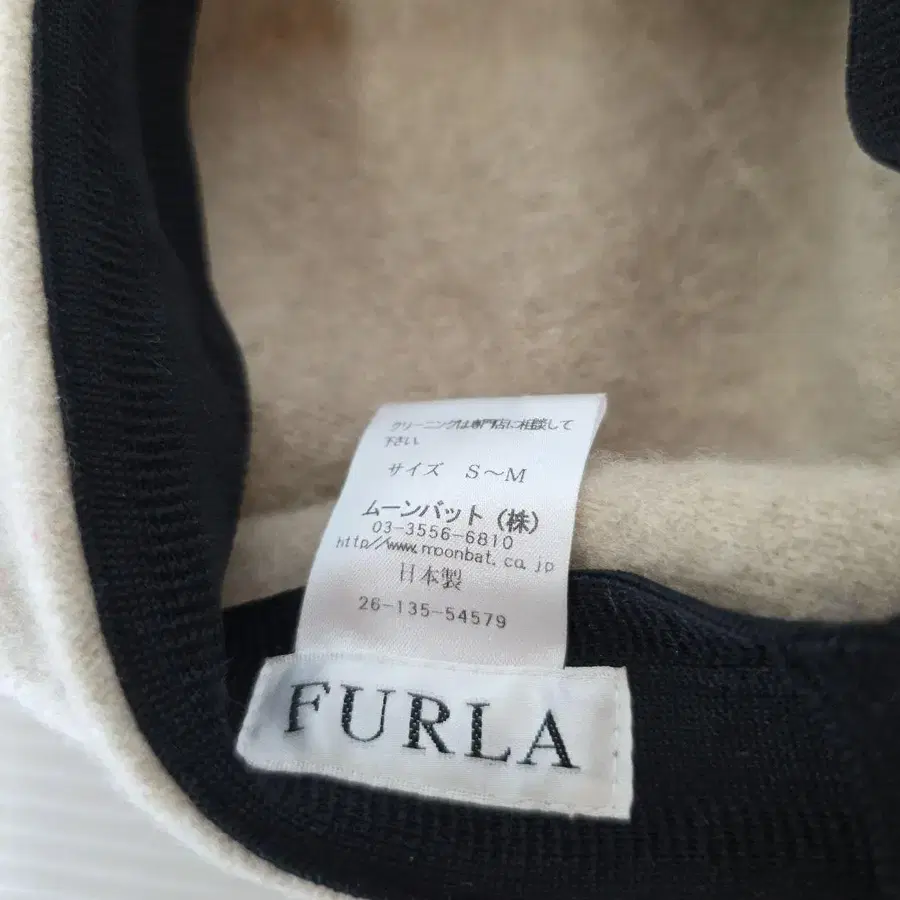 クリーニングは専門店に相談して
下さい.
サイズ S～M
ムーンバット（株）
03-3556-6810
http//www.moonbat.co.jp
日本製
26-135-54579
FURLA